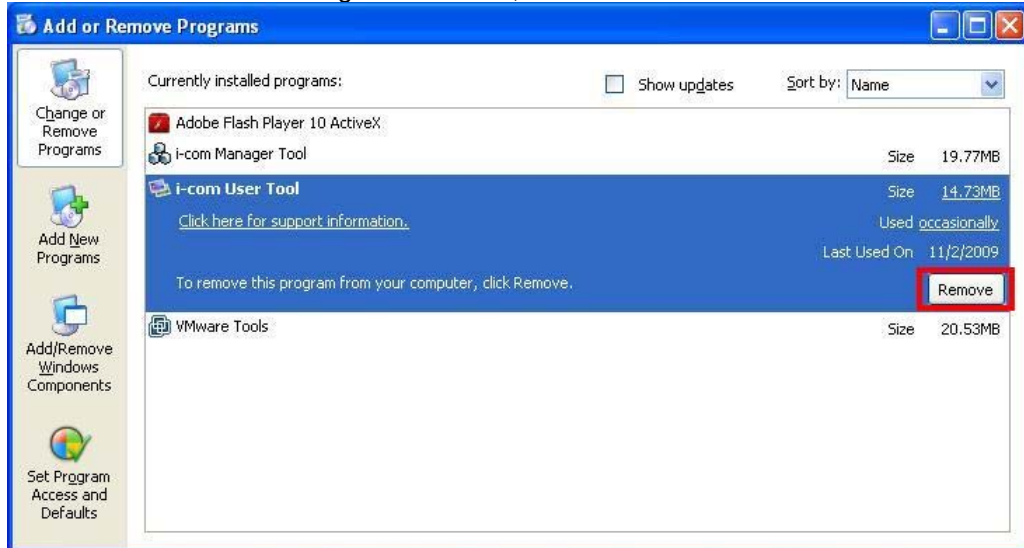 Add or Remove Programs
Change or
Remove
Programs
Add New
Programs
Add/Remove
Windows
Components
Set Program
Access and
Defaults
Currently installed programs:
Show updates
Sort by: Name
Adobe Flash Player 10 ActiveX
i-com Manager Tool Size 19.77MB
i-com User Tool Size 14.73MB
Click here for support information. Used occasionally
Last Used On 11/2/2009
To remove this program from your computer, click Remove. Remove
VMware Tools Size 20.53MB